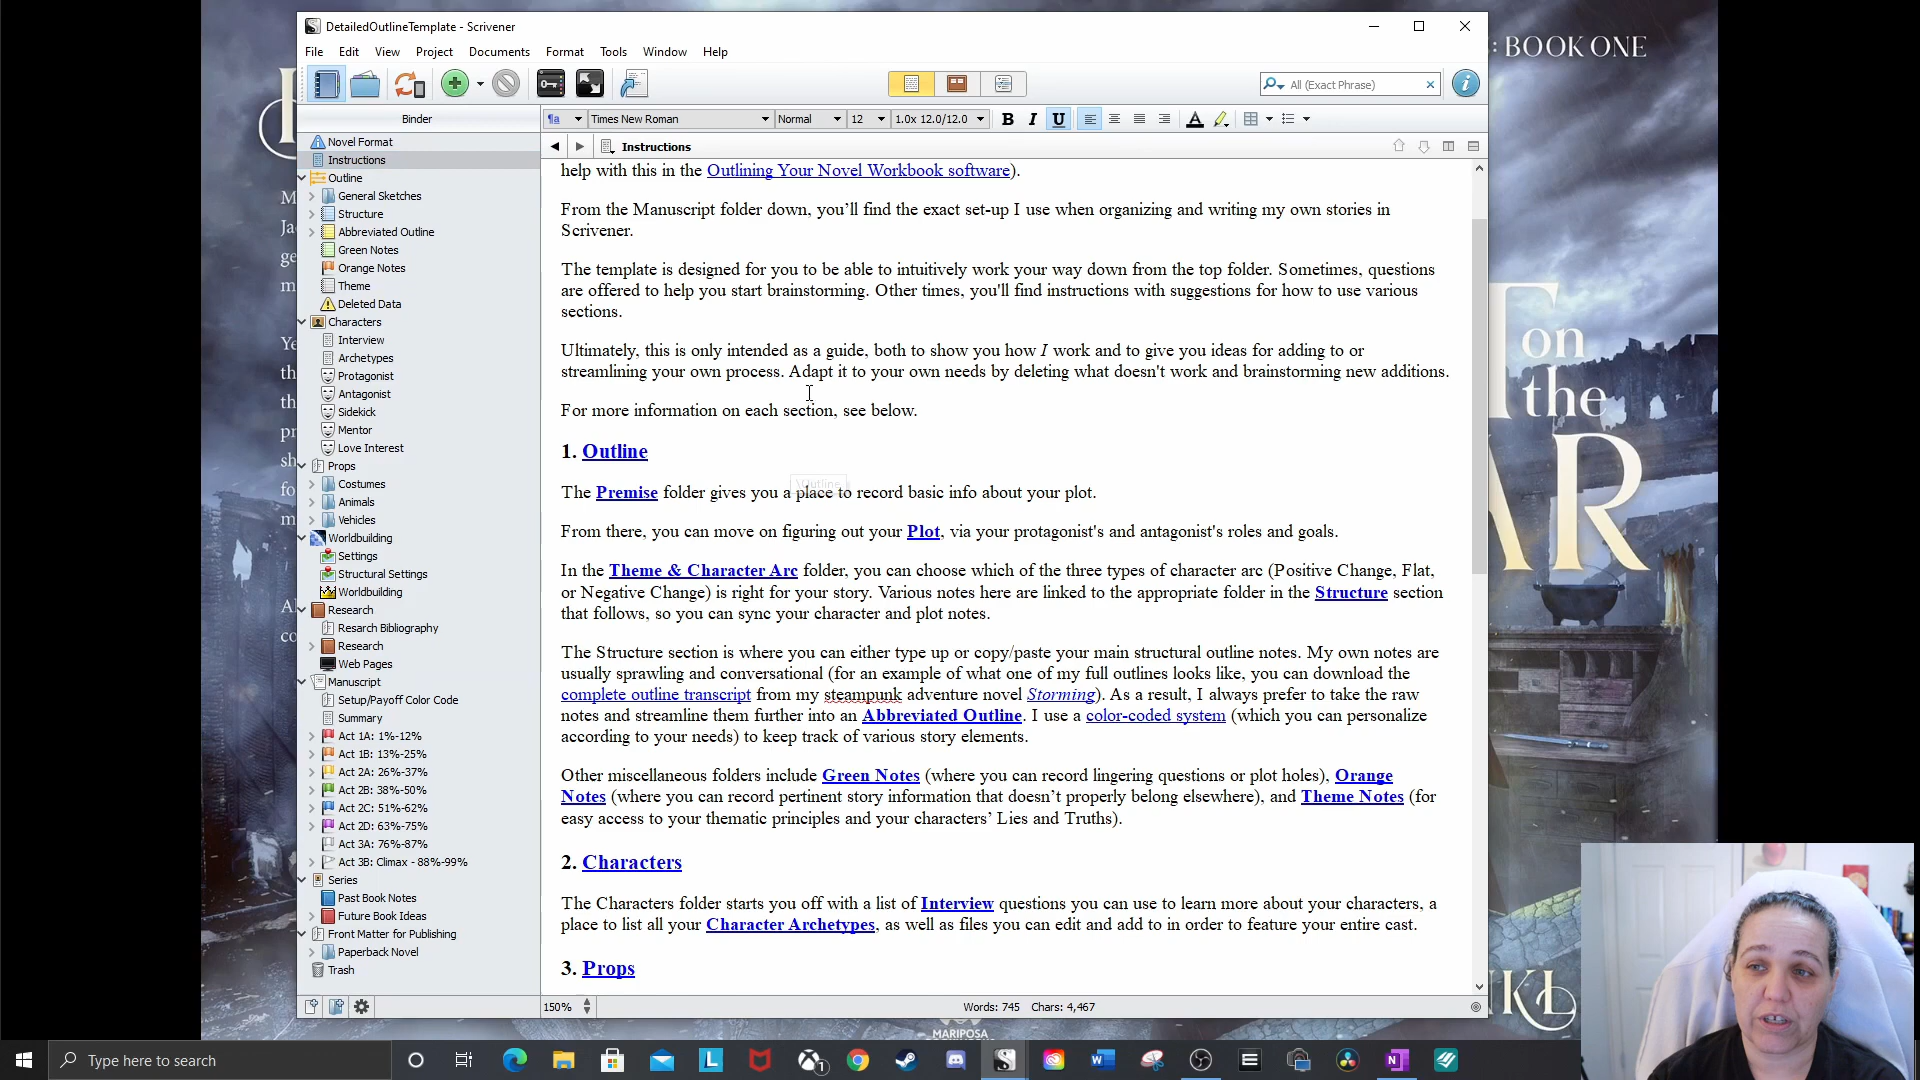 DetailedOutlineTemplate - Scrivener
: BOOK ONE
File Edit View Project Documents Format Tools Window Help
All (Exact Phrase)
Binder
Times New Roman Normal 12 1.0x 12.0/12.0 B I U A
Instructions
Novel Format
Instructions
Outline
General Sketches
Structure
Abbreviated Outline
Green Notes
Orange Notes
Theme
Deleted Data
Characters
Interview
Archetypes
Protagonist
Antagonist
Sidekick
Mentor
Love Interest
Props
Costumes
Animals
Vehicles
Worldbuilding
Settings
Structural Settings
Worldbuilding
Research
Resarch Bibliography
Research
Web Pages
Manuscript
Setup/Payoff Color Code
Summary
Act 1A: 1%-12%
Act 1B: 13%-25%
Act 2A: 26%-37%
Act 2B: 38%-50%
Act 2C: 51%-62%
Act 2D: 63%-75%
Act 3A: 76%-87%
Act 3B: Climax - 88%-99%
Series
Past Book Notes
Future Book Ideas
Front Matter for Publishing
Paperback Novel
Trash
help with this in the Outlining Your Novel Workbook software).
From the Manuscript folder down, you’ll find the exact set-up I use when organizing and writing my own stories in
Scrivener.
The template is designed for you to be able to intuitively work your way down from the top folder. Sometimes, questions
are offered to help you start brainstorming. Other times, you'll find instructions with suggestions for how to use various
sections.
Ultimately, this is only intended as a guide, both to show you how I work and to give you ideas for adding to or
streamlining your own process. Adapt it to your own needs by deleting what doesn't work and brainstorming new additions.
For more information on each section, see below.
1. Outline
\Outline
The Premise folder gives you a place to record basic info about your plot.
From there, you can move on figuring out your Plot, via your protagonist's and antagonist's roles and goals.
In the Theme & Character Arc folder, you can choose which of the three types of character arc (Positive Change, Flat,
or Negative Change) is right for your story. Various notes here are linked to the appropriate folder in the Structure section
that follows, so you can sync your character and plot notes.
The Structure section is where you can either type up or copy/paste your main structural outline notes. My own notes are
usually sprawling and conversational (for an example of what one of my full outlines looks like, you can download the
complete outline transcript from my steampunk adventure novel Storming). As a result, I always prefer to take the raw
notes and streamline them further into an Abbreviated Outline. I use a color-coded system (which you can personalize
according to your needs) to keep track of various story elements.
Other miscellaneous folders include Green Notes (where you can record lingering questions or plot holes), Orange
Notes (where you can record pertinent story information that doesn’t properly belong elsewhere), and Theme Notes (for
easy access to your thematic principles and your characters’ Lies and Truths).
2. Characters
The Characters folder starts you off with a list of Interview questions you can use to learn more about your characters, a
place to list all your Character Archetypes, as well as files you can edit and add to in order to feature your entire cast.
3. Props
150% Words: 745 Chars: 4,467
on
the
AR
MARIPOSA
Type here to search